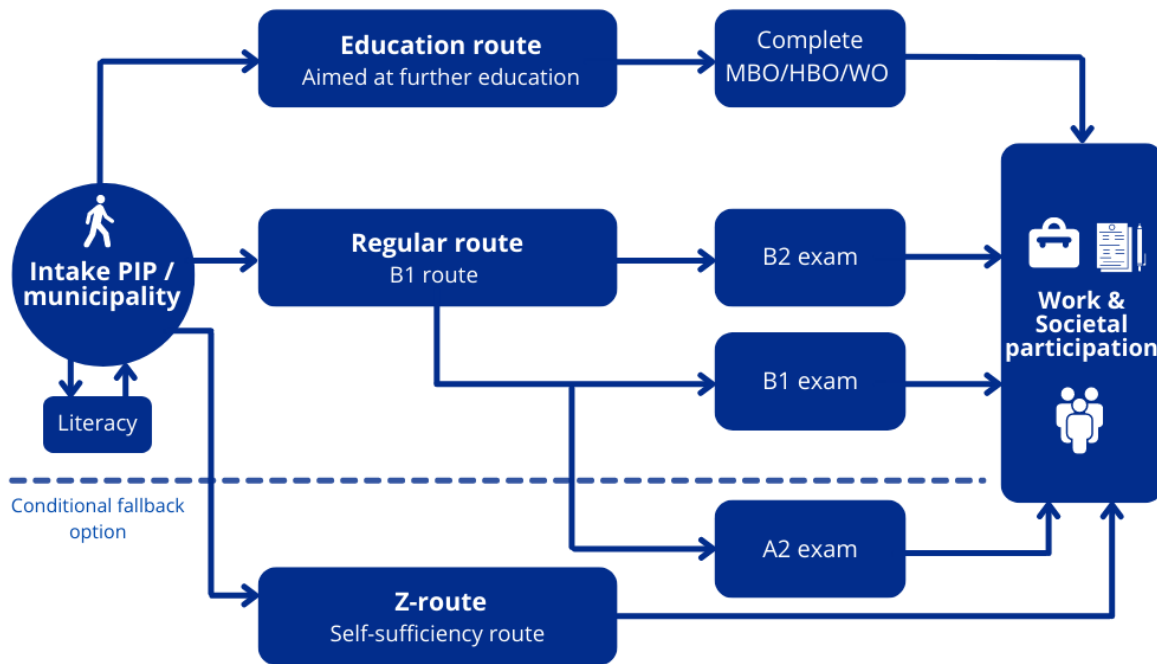 Education route
Aimed at further education
Complete
MBO/HBO/WO
Intake PIP /
municipality
Regular route
B1 route
B2 exam
Work &
Societal
participation
B1 exam
Literacy
Conditional fallback
option
A2 exam
Z-route
Self-sufficiency route